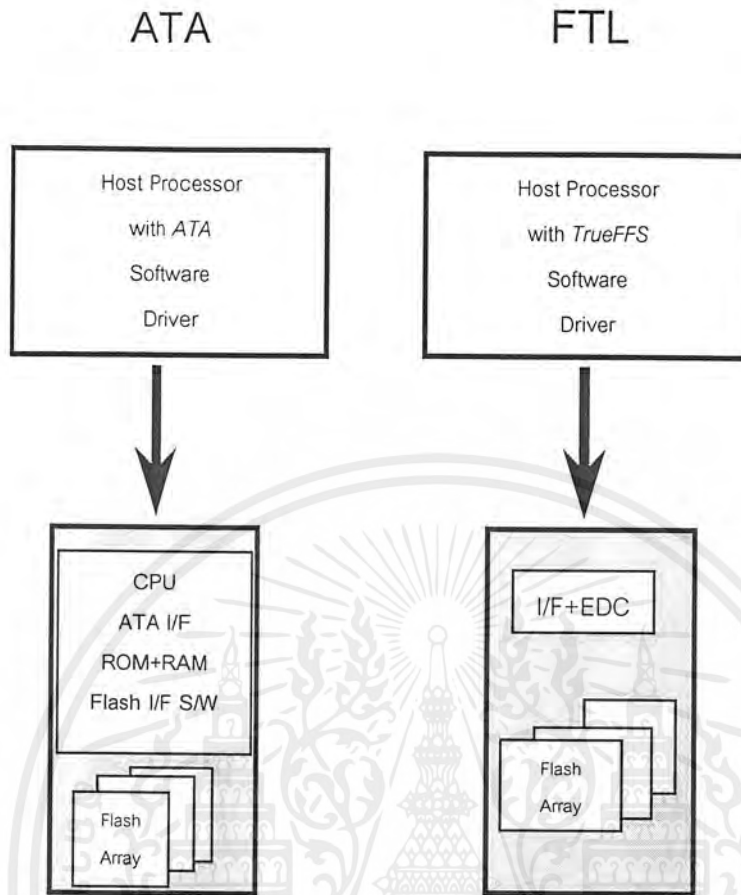 ATA
FTL
Host Processor
with ATA
Software
Driver
Host Processor
with TrueFFS
Software
Driver
CPU
ATA I/F
ROM+RAM
Flash I/F S/W
Flash
Array
I/F+EDC
Flash
Array